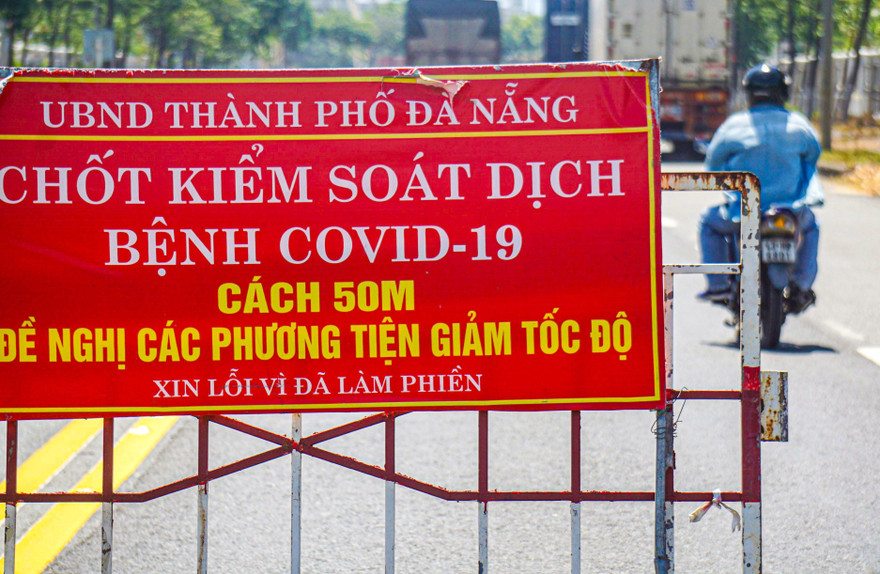 UBND THÀNH PHỐ ĐÀ NẴNG
CHỐT KIỂM SOÁT DỊCH
BỆNH COVID-19
CÁCH 50M
ĐỀ NGHỊ CÁC PHƯƠNG TIỆN GIẢM TỐC ĐỘ
XIN LỖI VÌ ĐÃ LÀM PHIỀN